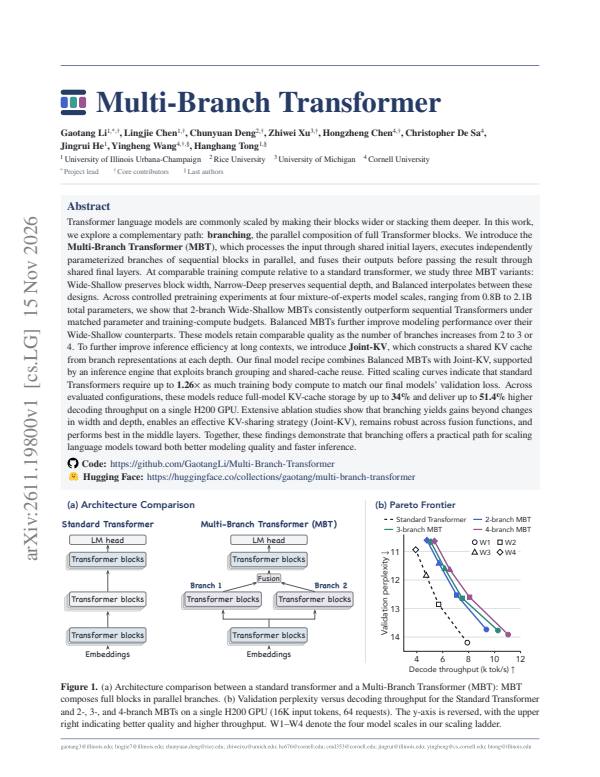 arXiv:2611.19800v1 [cs.LG] 15 Nov 2026
Multi-Branch Transformer
Gaotang Li1,*,†, Lingjie Chen1,†, Chunyuan Deng2,†, Zhiwei Xu3,†, Hongzheng Chen4,†, Christopher De Sa4,
Jingrui He1, Yingheng Wang4,†,§, Hanghang Tong1,§
1 University of Illinois Urbana-Champaign 2 Rice University 3 University of Michigan 4 Cornell University
* Project lead † Core contributors § Last authors
Abstract
Transformer language models are commonly scaled by making their blocks wider or stacking them deeper. In this work,
we explore a complementary path: branching, the parallel composition of full Transformer blocks. We introduce the
Multi-Branch Transformer (MBT), which processes the input through shared initial layers, executes independently
parameterized branches of sequential blocks in parallel, and fuses their outputs before passing the result through
shared final layers. At comparable training compute relative to a standard transformer, we study three MBT variants:
Wide-Shallow preserves block width, Narrow-Deep preserves sequential depth, and Balanced interpolates between these
designs. Across controlled pretraining experiments at four mixture-of-experts model scales, ranging from 0.8B to 2.1B
total parameters, we show that 2-branch Wide-Shallow MBTs consistently outperform sequential Transformers under
matched parameter and training-compute budgets. Balanced MBTs further improve modeling performance over their
Wide-Shallow counterparts. These models retain comparable quality as the number of branches increases from 2 to 3 or
4. To further improve inference efficiency at long contexts, we introduce Joint-KV, which constructs a shared KV cache
from branch representations at each depth. Our final model recipe combines Balanced MBTs with Joint-KV, supported
by an inference engine that exploits branch grouping and shared-cache reuse. Fitted scaling curves indicate that standard
Transformers require up to 1.26× as much training body compute to match our final models' validation loss. Across
evaluated configurations, these models reduce full-model KV-cache storage by up to 34% and deliver up to 51.4% higher
decoding throughput on a single H200 GPU. Extensive ablation studies show that branching yields gains beyond changes
in width and depth, enables an effective KV-sharing strategy (Joint-KV), remains robust across fusion functions, and
performs best in the middle layers. Together, these findings demonstrate that branching offers a practical path for scaling
language models toward both better modeling quality and faster inference.
Code: https://github.com/GaotangLi/Multi-Branch-Transformer
Hugging Face: https://huggingface.co/collections/gaotang/multi-branch-transformer
(a) Architecture Comparison
Standard Transformer
LM head
Transformer blocks
Transformer blocks
Transformer blocks
Embeddings
Multi-Branch Transformer (MBT)
LM head
Transformer blocks
Fusion
Branch 1
Branch 2
Transformer blocks
Transformer blocks
Transformer blocks
Embeddings
(b) Pareto Frontier
Standard Transformer
2-branch MBT
3-branch MBT
4-branch MBT
W1 W2
W3 W4
Validation perplexity ↓
11
12
13
14
4 6 8 10 12
Decode throughput (k tok/s) ↑
Figure 1. (a) Architecture comparison between a standard transformer and a Multi-Branch Transformer (MBT): MBT
composes full blocks in parallel branches. (b) Validation perplexity versus decoding throughput for the Standard Transformer
and 2-, 3-, and 4-branch MBTs on a single H200 GPU (16K input tokens, 64 requests). The y-axis is reversed, with the upper
right indicating better quality and higher throughput. W1–W4 denote the four model scales in our scaling ladder.